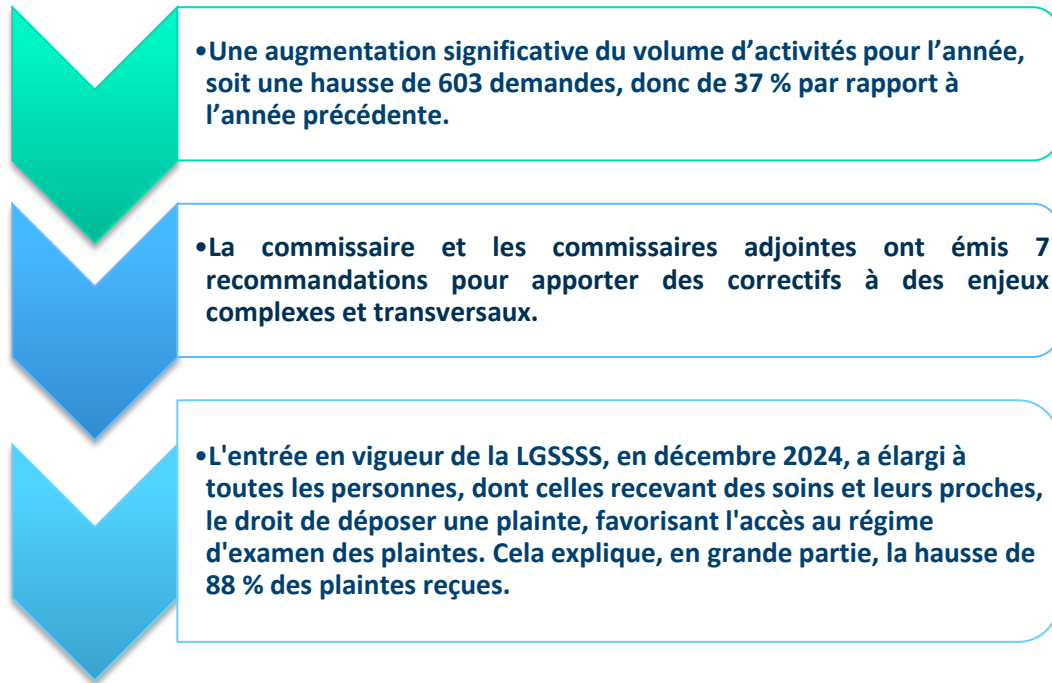 •Une augmentation significative du volume d’activités pour l’année,
soit une hausse de 603 demandes, donc de 37 % par rapport à
l’année précédente.
•La commissaire et les commissaires adjointes ont émis 7
recommandations pour apporter des correctifs à des enjeux
complexes et transversaux.
•L'entrée en vigueur de la LGSSSS, en décembre 2024, a élargi à
toutes les personnes, dont celles recevant des soins et leurs proches,
le droit de déposer une plainte, favorisant l'accès au régime
d'examen des plaintes. Cela explique, en grande partie, la hausse de
88 % des plaintes reçues.